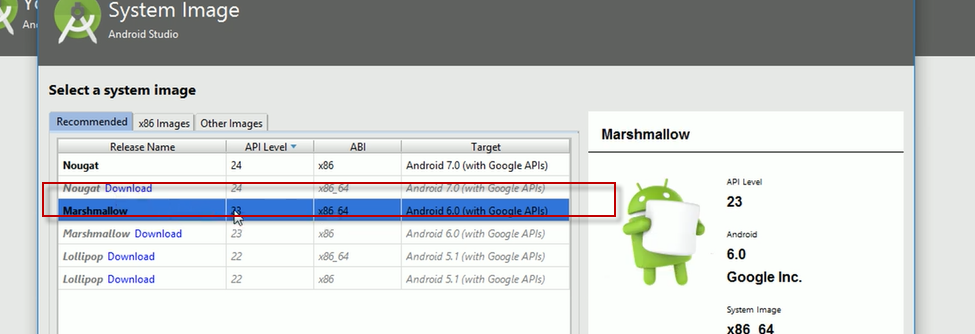 Yo
System Image
An
Android Studio
Select a system image
Recommended x86 Images Other Images
Release Name API Level ABI Target
Nougat 24 x86 Android 7.0 (with Google APIs)
Nougat Download 24 x86_64 Android 7.0 (with Google APIs)
Marshmallow 23 x86_64 Android 6.0 (with Google APIs)
Marshmallow Download 23 x86 Android 6.0 (with Google APIs)
Lollipop Download 22 x86_64 Android 5.1 (with Google APIs)
Lollipop Download 22 x86 Android 5.1 (with Google APIs)
Marshmallow
API Level
23
Android
6.0
Google Inc.
System Image
x86_64